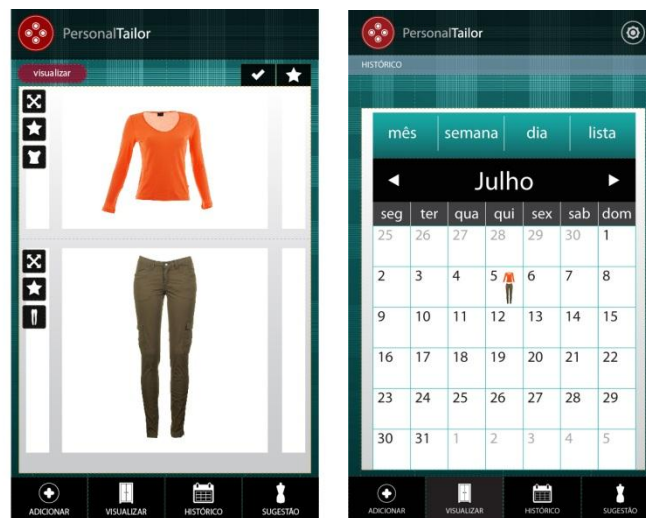 PersonalTailor
visualizar
ADICIONAR VISUALIZAR HISTÓRICO SUGESTÃO
PersonalTailor
HISTÓRICO
mês semana dia lista
Julho
seg ter qua qui sex sab dom
25 26 27 28 29 30 1
2 3 4 5 6 7 8
9 10 11 12 13 14 15
16 17 18 19 20 21 22
23 24 25 26 27 28 29
30 31 1 2 3 4 5
ADICIONAR VISUALIZAR HISTÓRICO SUGESTÃO